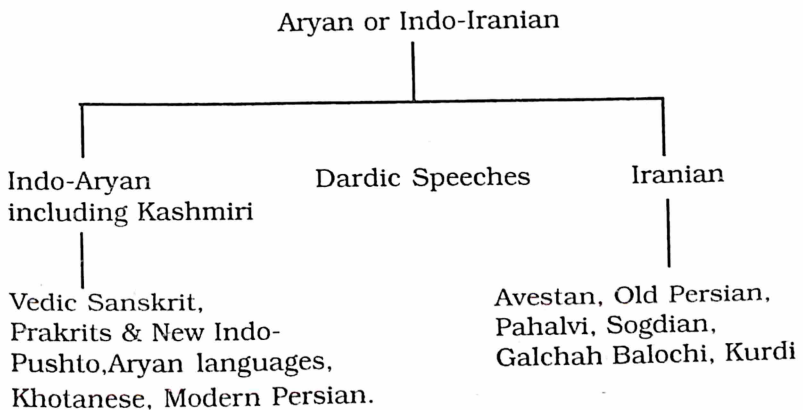 Aryan or Indo-Iranian
Indo-Aryan
including Kashmiri
Dardic Speeches
Iranian
Vedic Sanskrit,
Prakrits & New Indo-
Pushto,Aryan languages,
Khotanese, Modern Persian.
Avestan, Old Persian,
Pahalvi, Sogdian,
Galchah Balochi, Kurdi